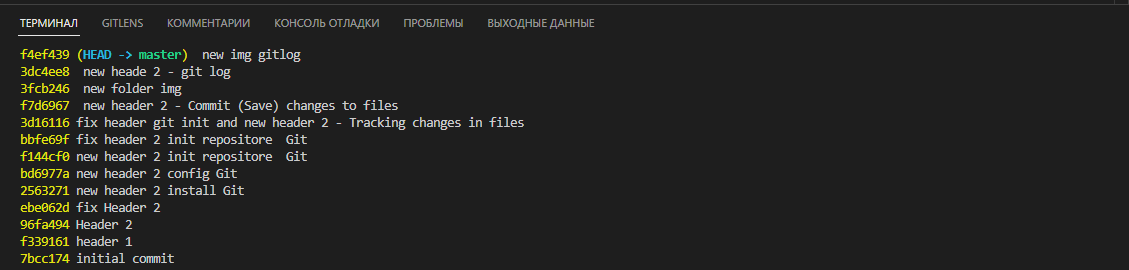 ТЕРМИНАЛ GITLENS КОММЕНТАРИИ КОНСОЛЬ ОТЛАДКИ ПРОБЛЕМЫ ВЫХОДНЫЕ ДАННЫЕ
f4ef439 (HEAD -> master)  new img gitlog
3dc4ee8  new heade 2 - git log
3fcb246  new folder img
f7d6967  new header 2 - Commit (Save) changes to files
3d16116 fix header git init and new header 2 - Tracking changes in files
bbfe69f fix header 2 init repositore  Git
f144cf0 new header 2 init repositore  Git
bd6977a new header 2 config Git
2563271 new header 2 install Git
ebe062d fix Header 2
96fa494 Header 2
f339161 header 1
7bcc174 initial commit